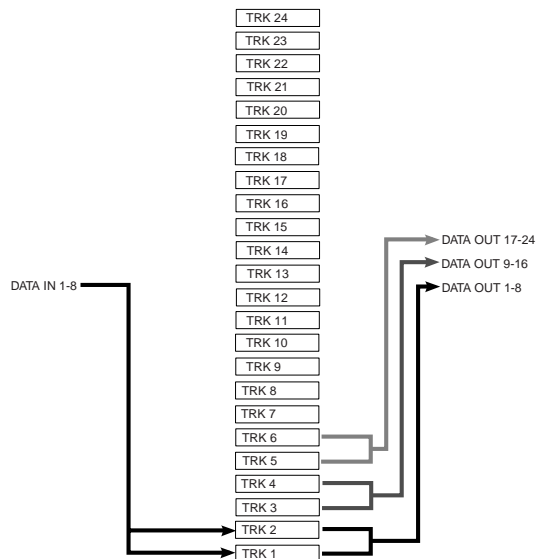 TRK 24
TRK 23
TRK 22
TRK 21
TRK 20
TRK 19
TRK 18
TRK 17
TRK 16
TRK 15
DATA OUT 17-24
TRK 14
DATA OUT 9-16
TRK 13
DATA IN 1-8
DATA OUT 1-8
TRK 12
TRK 11
TRK 10
TRK 9
TRK 8
TRK 7
TRK 6
TRK 5
TRK 4
TRK 3
TRK 2
TRK 1